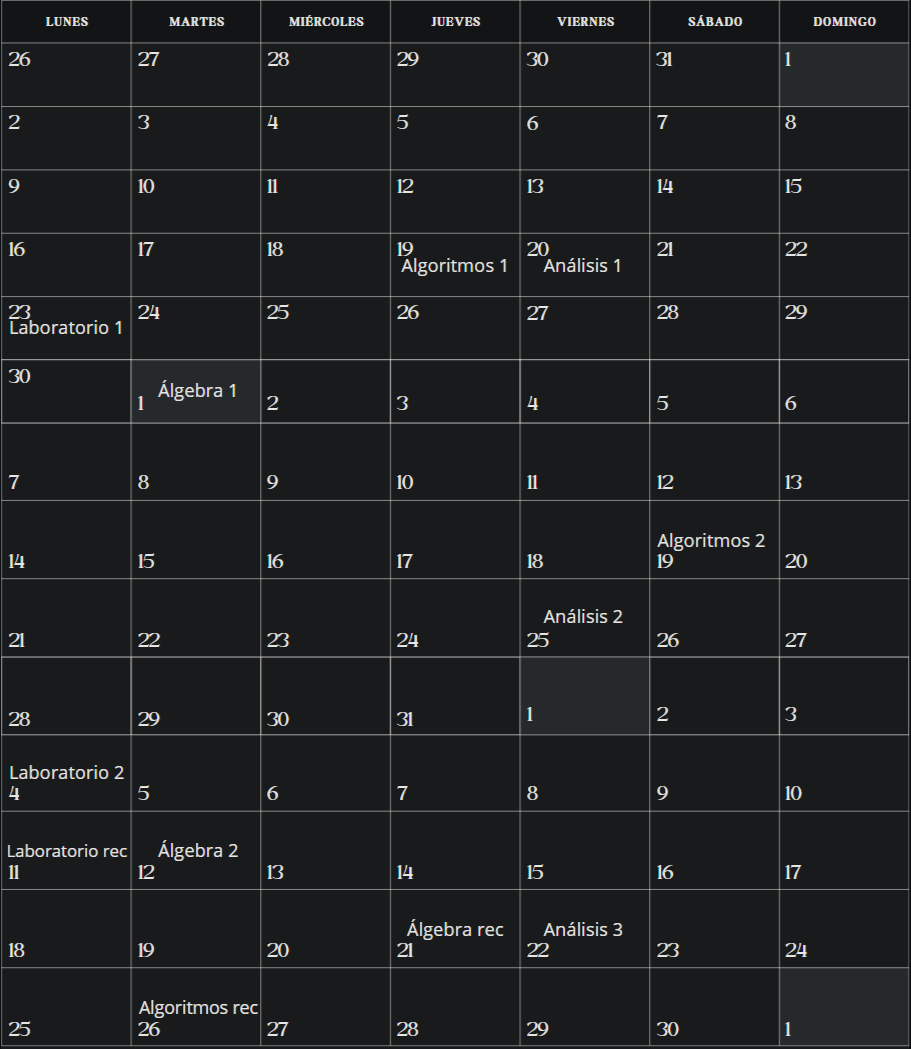 LUNES MARTES MIÉRCOLES JUEVES VIERNES SÁBADO DOMINGO
26 27 28 29 30 31 1
2 3 4 5 6 7 8
9 10 11 12 13 14 15
16 17 18 19 20 21 22
Algoritmos 1 Análisis 1
23 24 25 26 27 28 29
Laboratorio 1
30
Álgebra 1
1 2 3 4 5 6
7 8 9 10 11 12 13
Algoritmos 2
14 15 16 17 18 19 20
Análisis 2
21 22 23 24 25 26 27
28 29 30 31 1 2 3
Laboratorio 2
4 5 6 7 8 9 10
Laboratorio rec Álgebra 2
11 12 13 14 15 16 17
Álgebra rec Análisis 3
18 19 20 21 22 23 24
Algoritmos rec
25 26 27 28 29 30 1